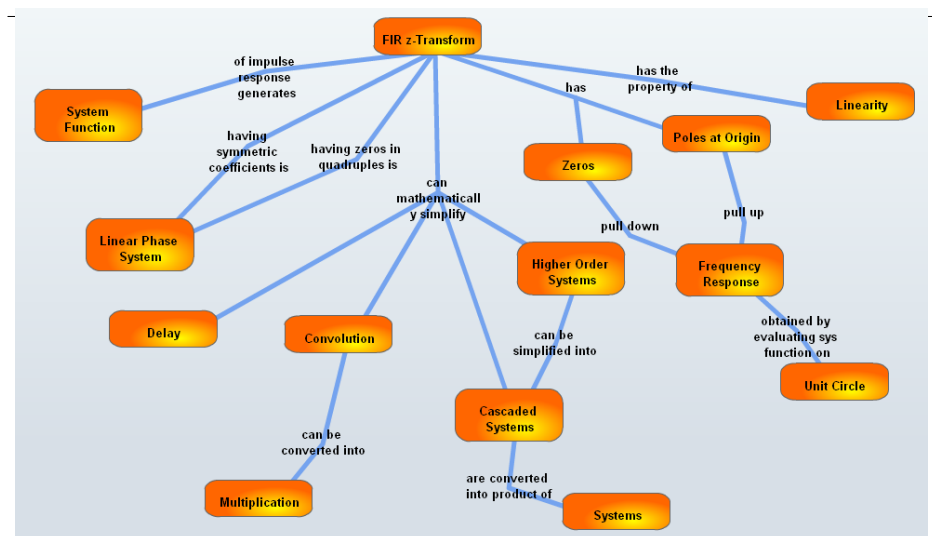 FIR z-Transform
of impulse
response
generates
has the
property of
has
System
Function
Linearity
Poles at Origin
having
symmetric
coefficients is
having zeros in
quadruples is
Zeros
can
mathematicall
y simplify
pull down
pull up
Linear Phase
System
Higher Order
Systems
Frequency
Response
Delay
Convolution
can be
simplified into
obtained by
evaluating sys
function on
Unit Circle
Cascaded
Systems
can be
converted into
are converted
into product of
Multiplication
Systems